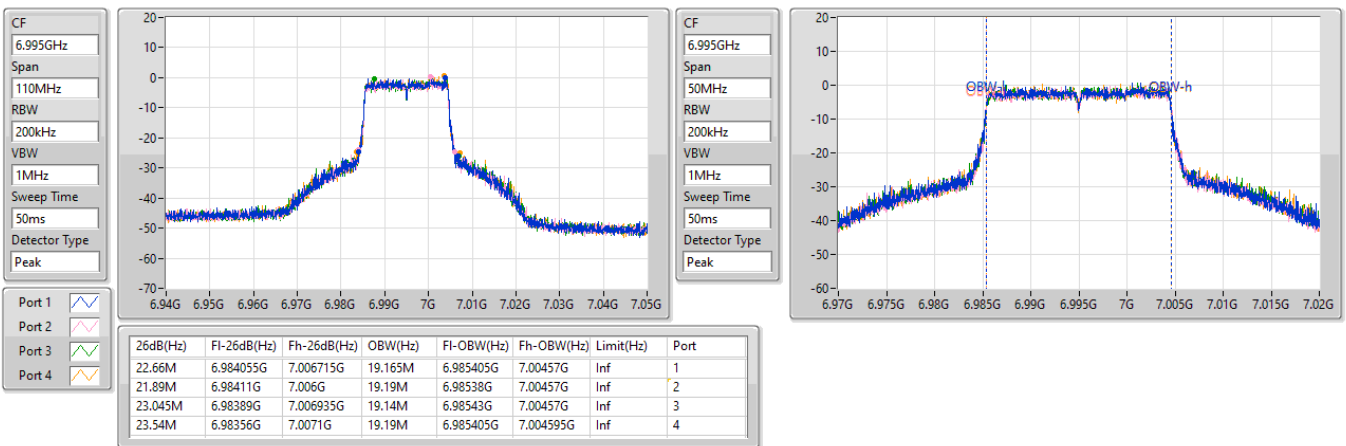 CF
6.995GHz
Span
110MHz
RBW
200kHz
VBW
1MHz
Sweep Time
50ms
Detector Type
Peak
20
10
0
-10
-20
-30
-40
-50
-60
-70
6.94G 6.95G 6.96G 6.97G 6.98G 6.99G 7G 7.01G 7.02G 7.03G 7.04G 7.05G
CF
6.995GHz
Span
50MHz
RBW
200kHz
VBW
1MHz
Sweep Time
50ms
Detector Type
Peak
20
10
0
-10
-20
-30
-40
-50
-60
OBW-l OBW-h
6.97G 6.975G 6.98G 6.985G 6.99G 6.995G 7G 7.005G 7.01G 7.015G 7.02G
Port 1
Port 2
Port 3
Port 4
26dB(Hz) Fl-26dB(Hz) Fh-26dB(Hz) OBW(Hz) Fl-OBW(Hz) Fh-OBW(Hz) Limit(Hz) Port
22.66M 6.984055G 7.006715G 19.165M 6.985405G 7.00457G Inf 1
21.89M 6.98411G 7.006G 19.19M 6.98538G 7.00457G Inf 2
23.045M 6.98389G 7.006935G 19.14M 6.98543G 7.00457G Inf 3
23.54M 6.98356G 7.0071G 19.19M 6.985405G 7.004595G Inf 4